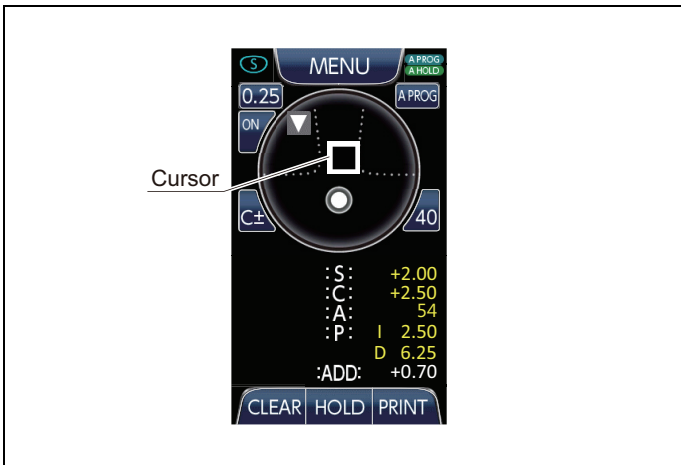 S MENU A PROG
A HOLD
0.25 A PROG
ON
Cursor
C± 40
:S: +2.00
:C: +2.50
:A: 54
:P: I 2.50
D 6.25
:ADD: +0.70
CLEAR HOLD PRINT